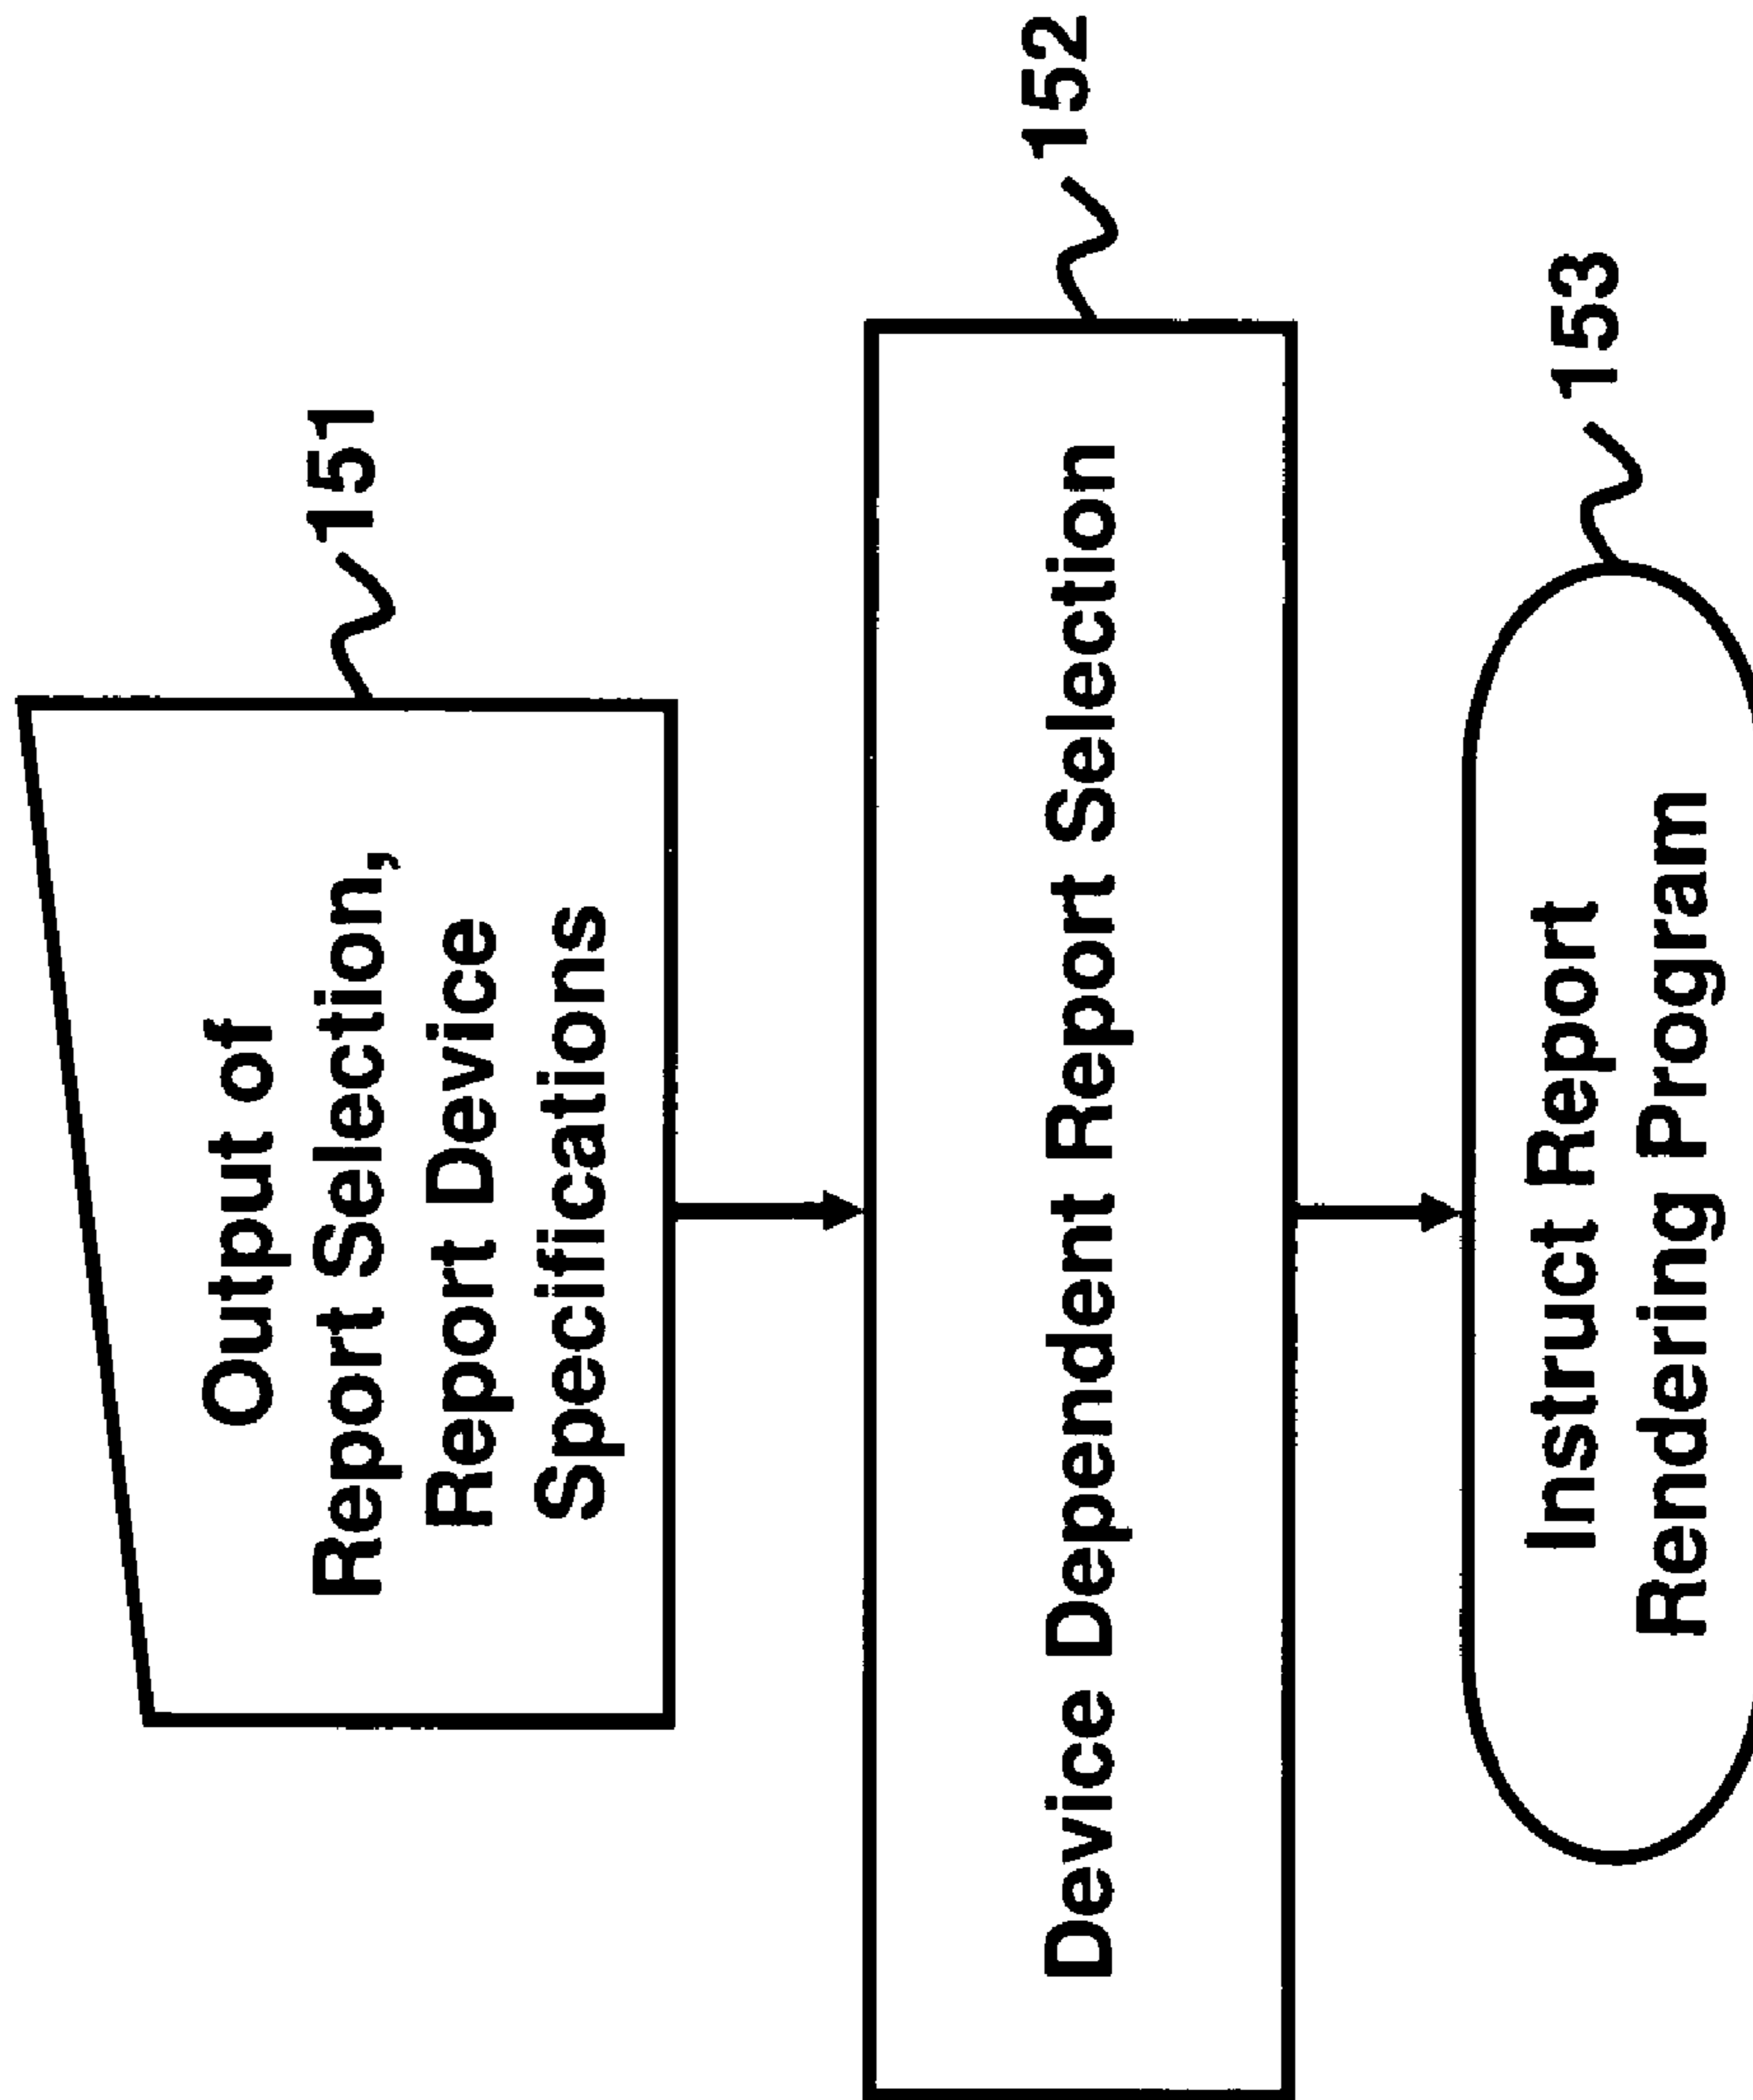 Output of
Report Selection,
Report Device
Specifications
151
Device Dependent Report Selection
152
Instruct Report
Rendering Program
153